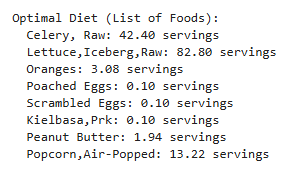 Optimal Diet (List of Foods):
Celery, Raw: 42.40 servings
Lettuce,Iceberg,Raw: 82.80 servings
Oranges: 3.08 servings
Poached Eggs: 0.10 servings
Scrambled Eggs: 0.10 servings
Kielbasa,Prk: 0.10 servings
Peanut Butter: 1.94 servings
Popcorn,Air-Popped: 13.22 servings